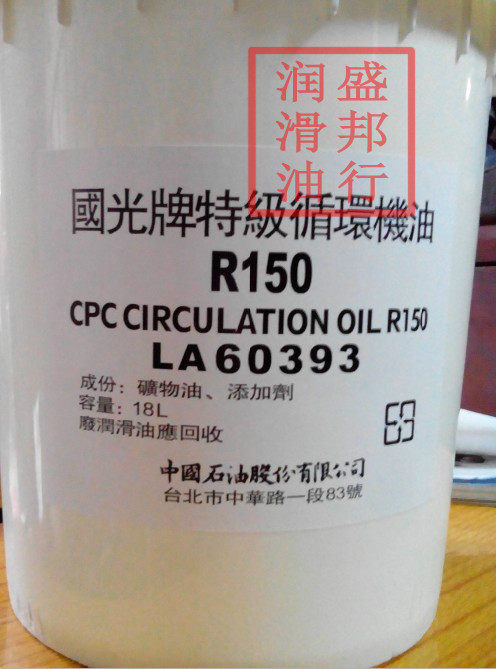 盛邦行
润滑油
國光牌特級循環機油
R150
CPC CIRCULATION OIL R150
LA60393
成份：礦物油、添加劑
容量：18L
廢潤滑油應回收
中國石油股份有限公司
台北市中華路一段83號